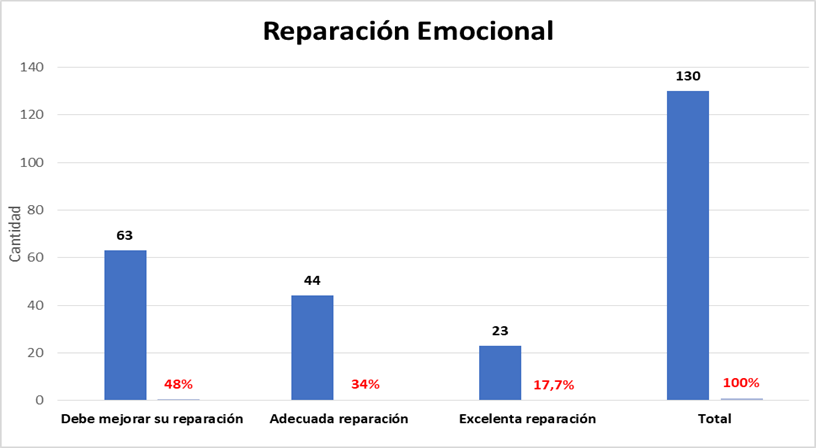 Reparación Emocional
140
120
100
80
60
40
20
0
Cantidad
63
48%
44
34%
23
17,7%
130
100%
Debe mejorar su reparación
Adecuada reparación
Excelenta reparación
Total